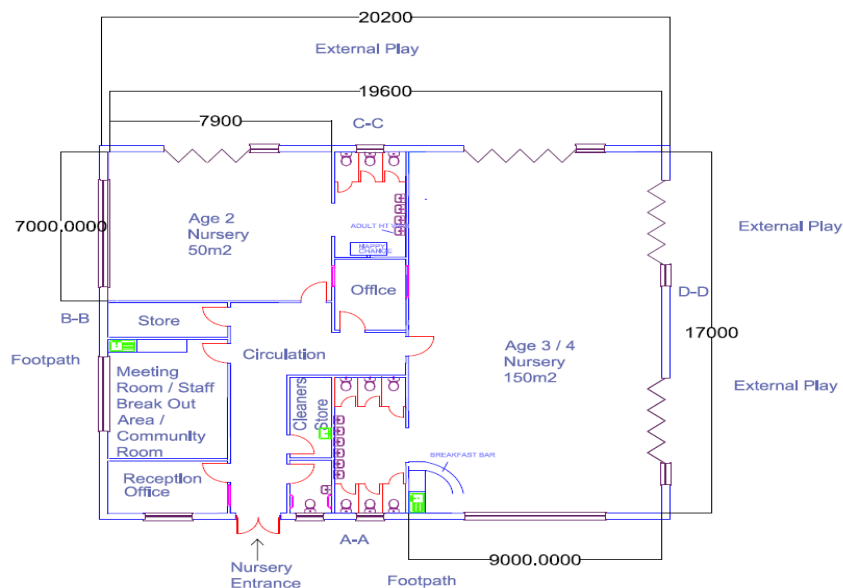 20200
External Play
19600
7900
C-C
Age 2
Nursery
50m2
7000.0000
ADULT HT
NAPPY
CHANGE
External Play
Office
D-D
B-B
Store
17000
Footpath
Circulation
Age 3 / 4
Nursery
150m2
Meeting
Room / Staff
Break Out
Area /
Community
Room
Cleaners
Store
External Play
BREAKFAST BAR
Reception
Office
A-A
9000.0000
Nursery
Entrance
Footpath